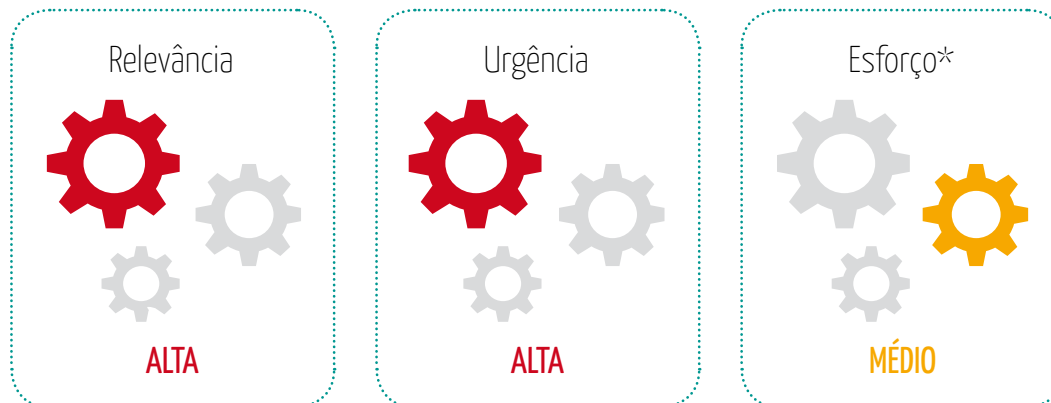 Relevância
Urgência
Esforço*
ALTA
ALTA
MÉDIO